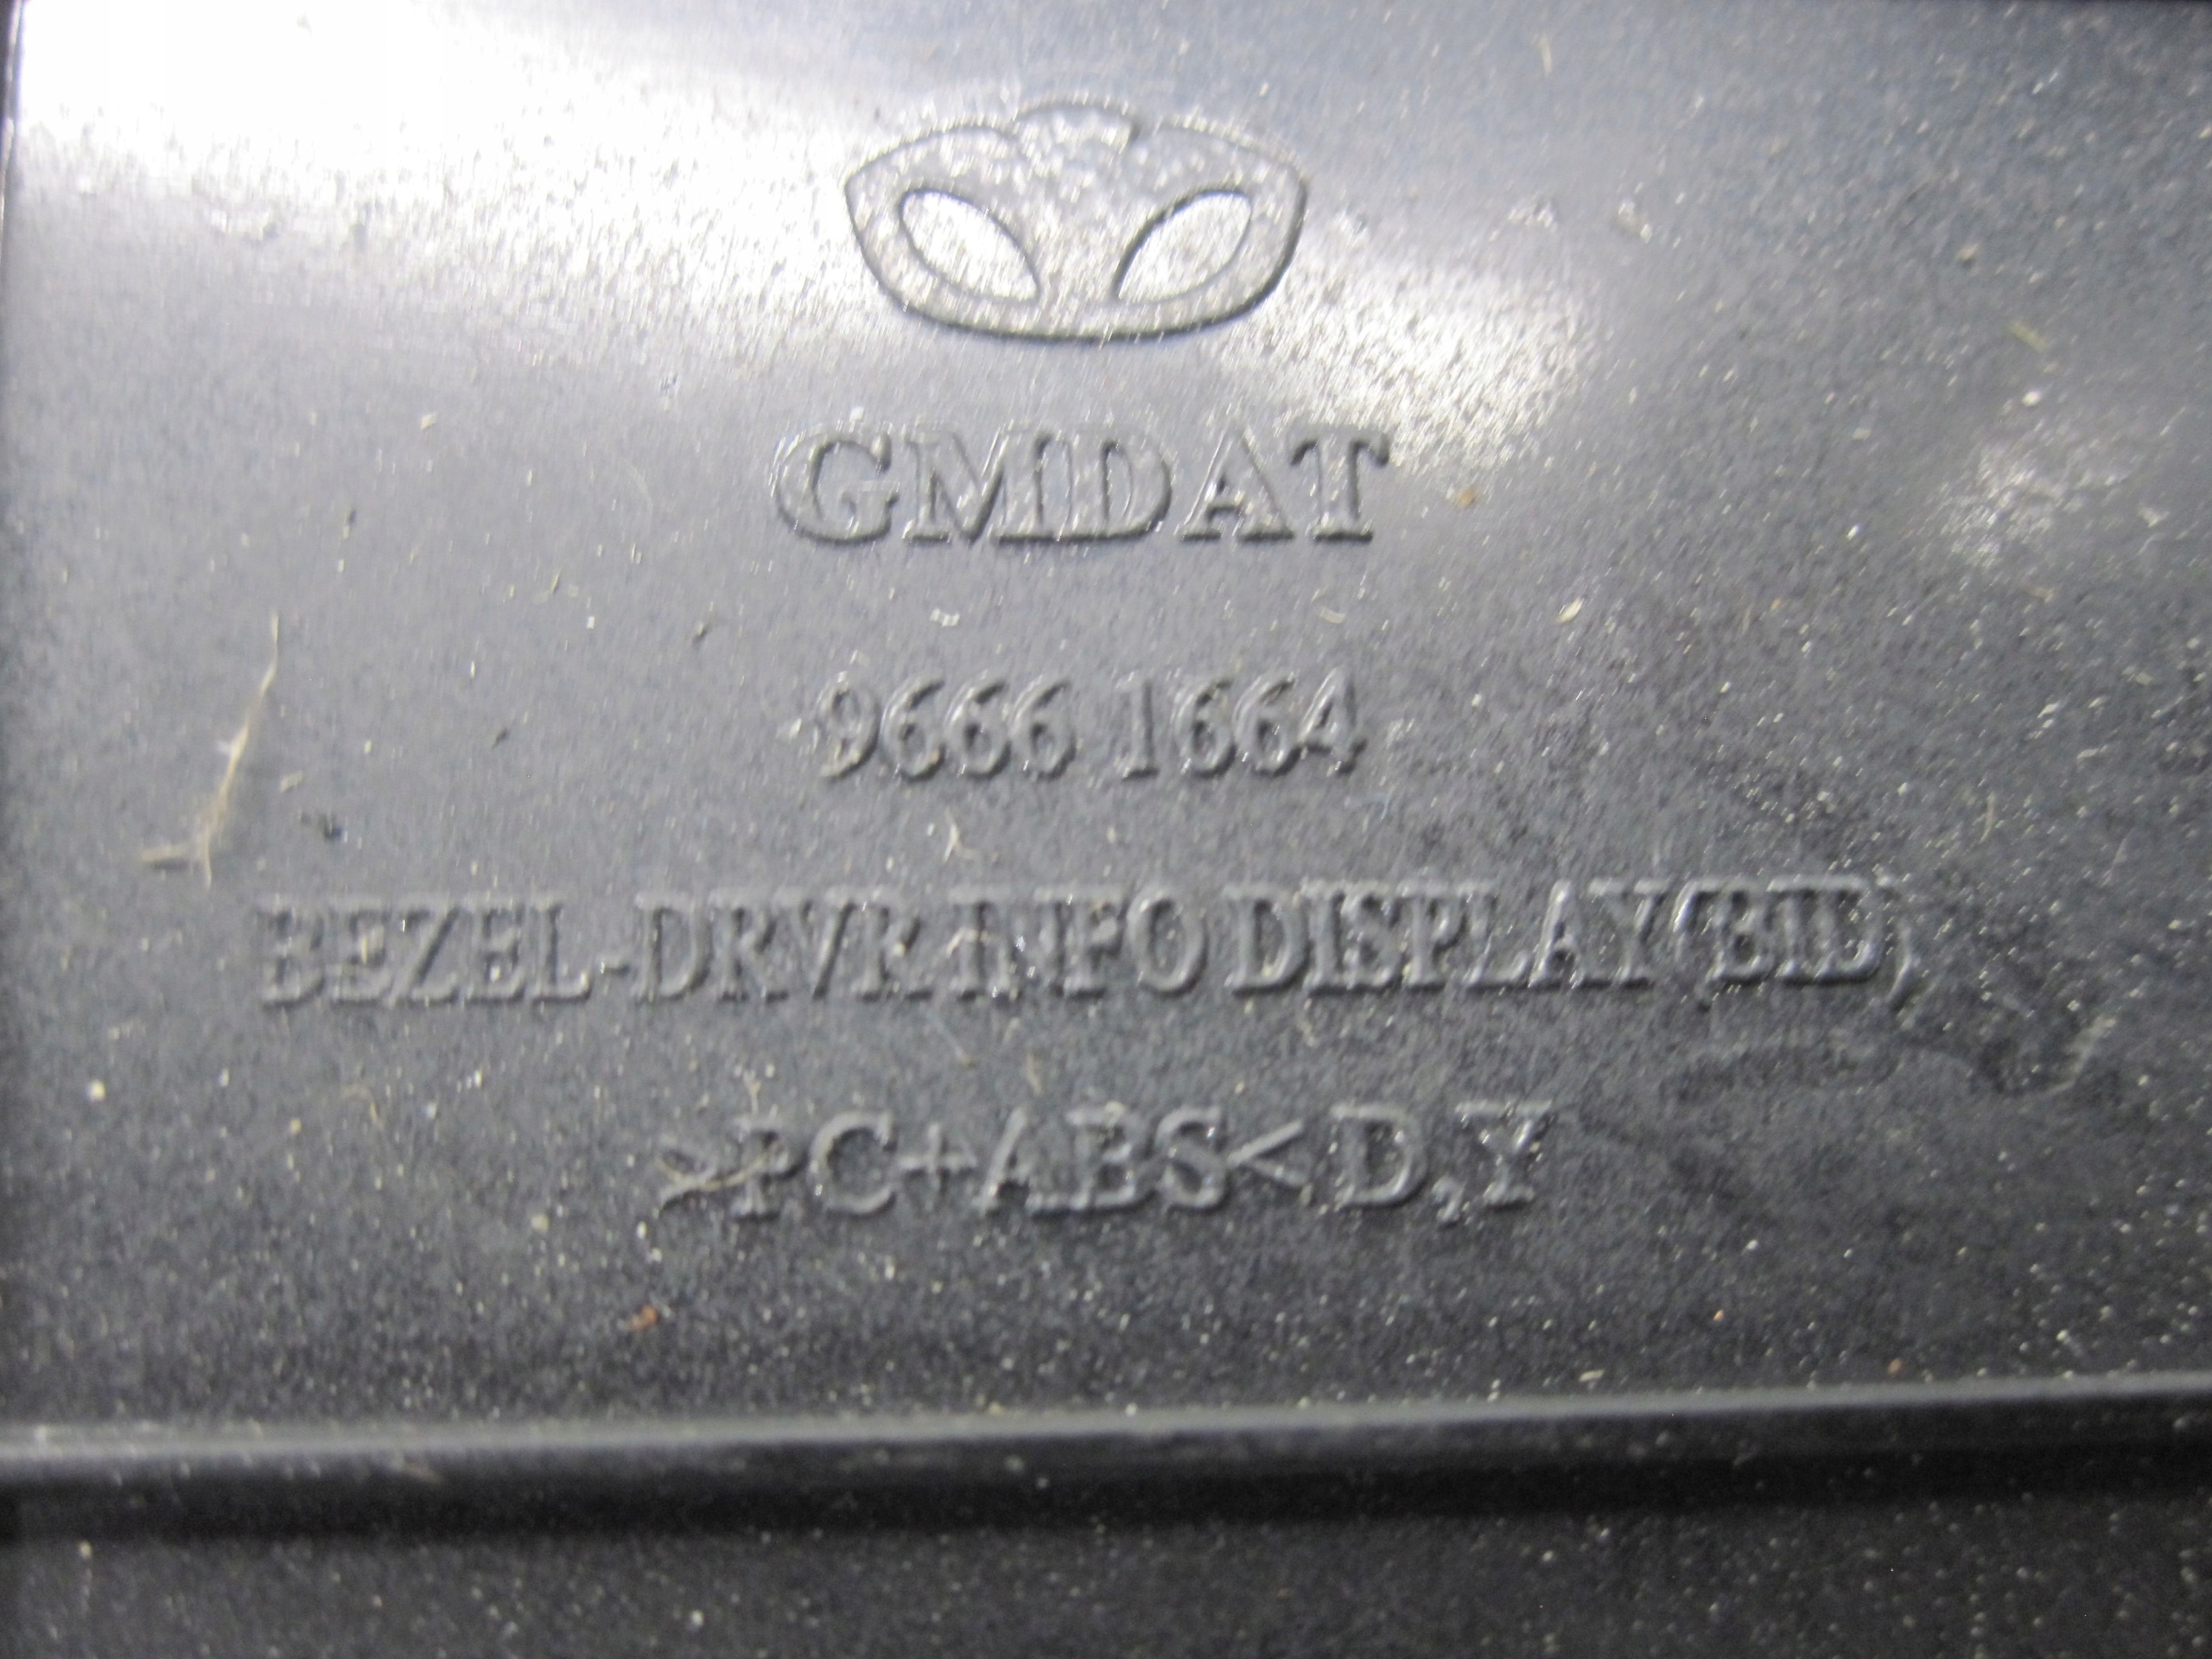 GMDAT
9666 1664
BEZEL-DRVR INFO DISPLAY(BID)
>PC+ABS< D,Y